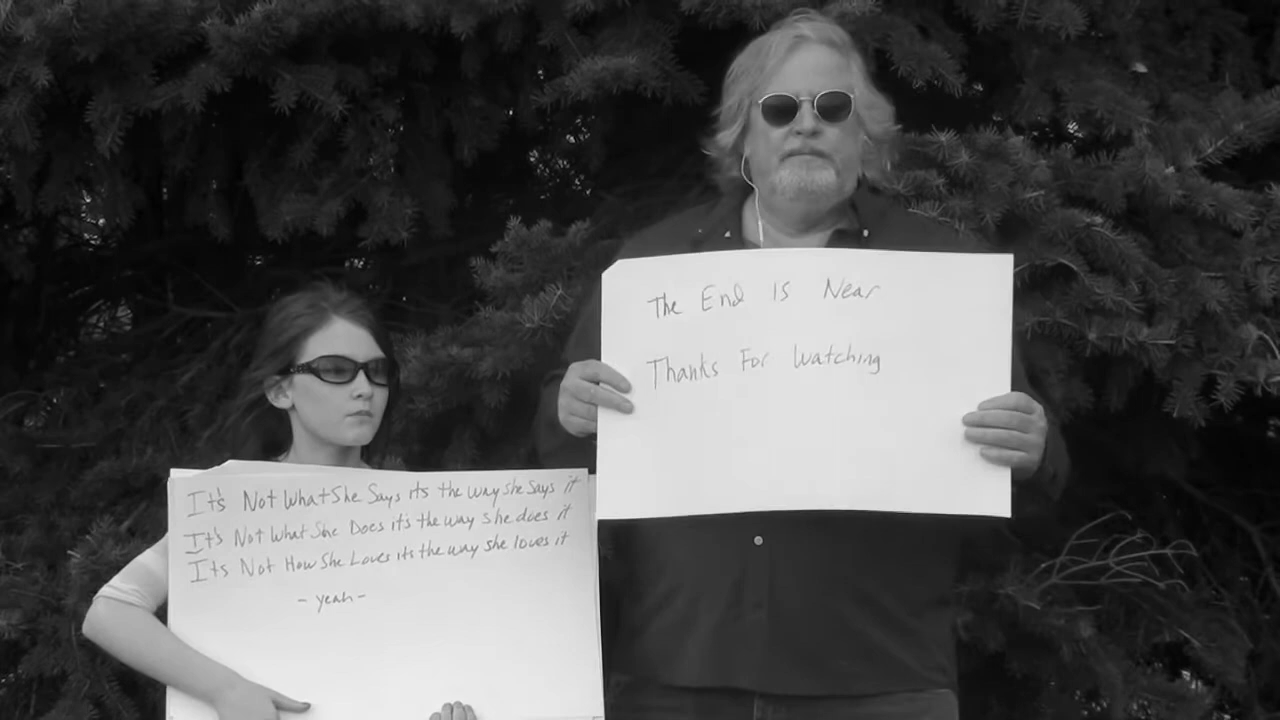 It's Not What She Says its the way she says it
It's Not What She Does it's the way she does it
Its Not How She Loves its the way she loves it
- yeah -
The End Is Near
Thanks For Watching